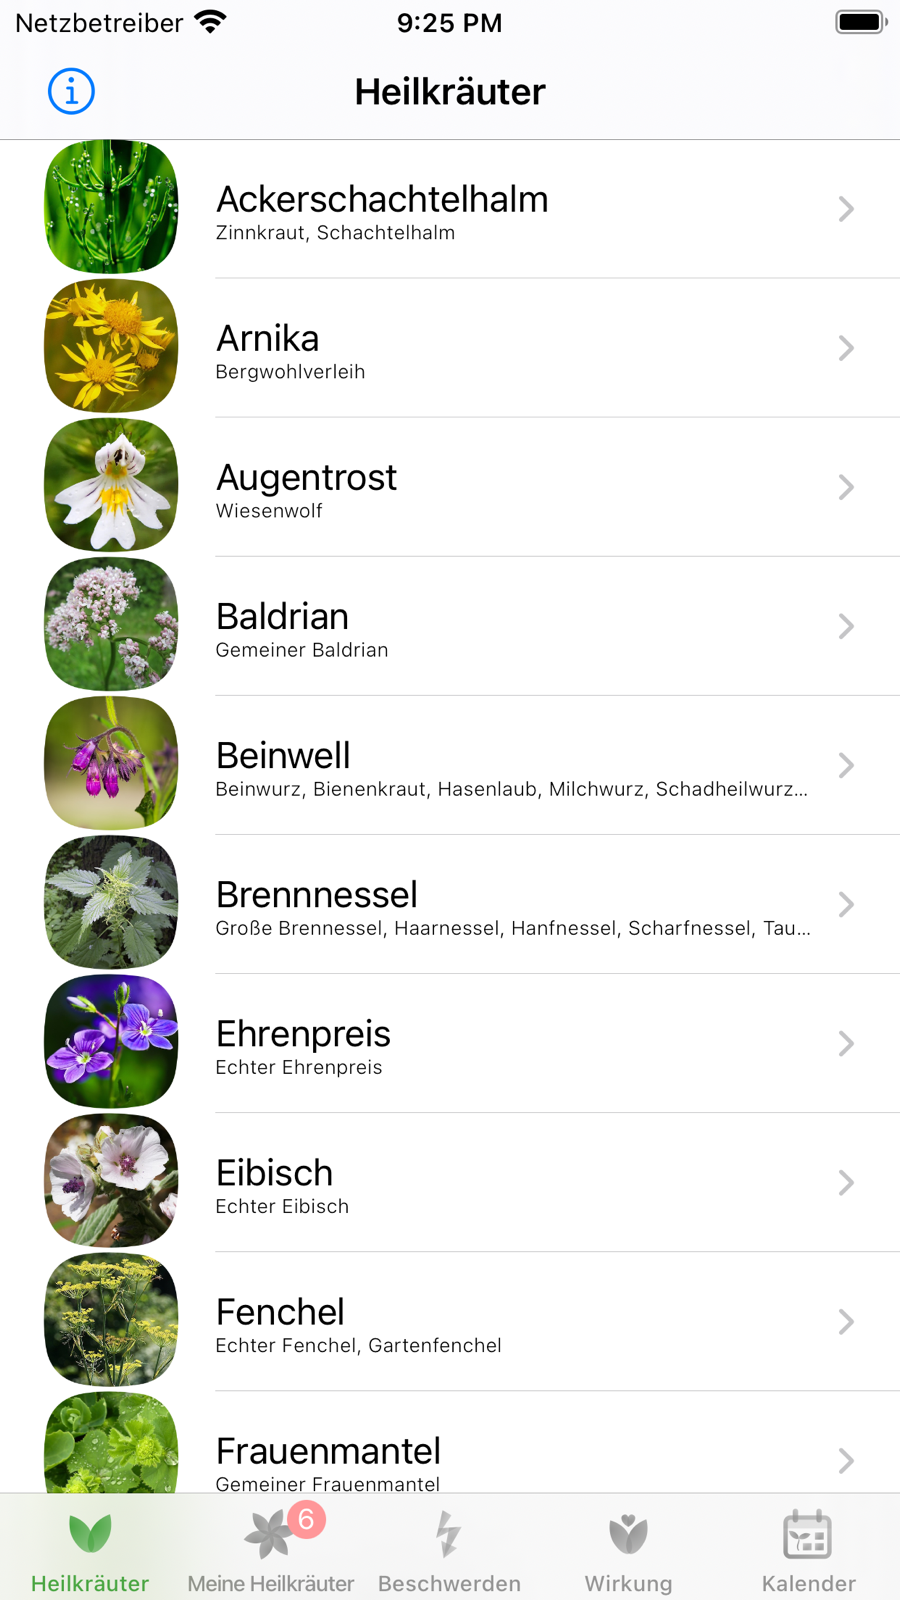 Netzbetreiber 9:25 PM
Heilkräuter
Ackerschachtelhalm
Zinnkraut, Schachtelhalm
Arnika
Bergwohlverleih
Augentrost
Wiesenwolf
Baldrian
Gemeiner Baldrian
Beinwell
Beinwurz, Bienenkraut, Hasenlaub, Milchwurz, Schadheilwurz...
Brennnessel
Große Brennessel, Haarnessel, Hanfnessel, Scharfnessel, Tau...
Ehrenpreis
Echter Ehrenpreis
Eibisch
Echter Eibisch
Fenchel
Echter Fenchel, Gartenfenchel
Frauenmantel
Gemeiner Frauenmantel
6
Heilkräuter Meine Heilkräuter Beschwerden Wirkung Kalender